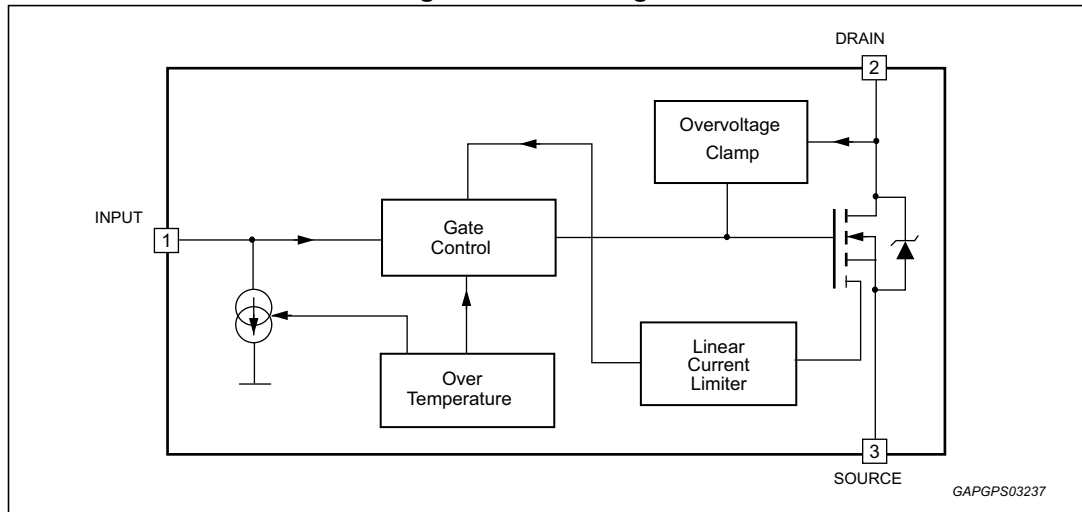 DRAIN
2
Overvoltage
Clamp
INPUT
1
Gate
Control
Linear
Current
Limiter
Over
Temperature
3
SOURCE
GAPGPS03237